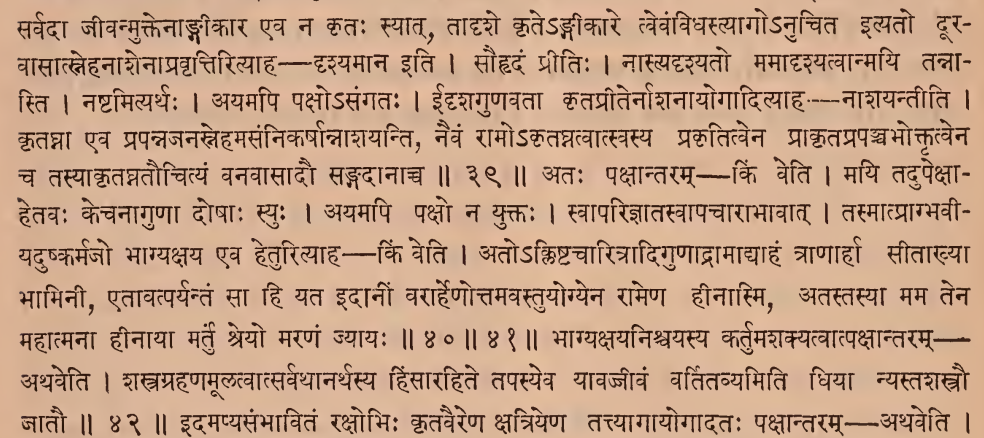 सर्वदा जीवन्मुक्तेनाङ्गीकार एव न कृतः स्यात्, तादृशे कृतेऽङ्गीकारे त्वेवंविधस्त्यागोऽनुचित इत्यतो दूर-
वासात्स्नेहनाशेनाप्रवृत्तिरित्याह—दृश्यमान इति । सौहृदं प्रीतिः । नास्त्यदृश्यतो ममादृश्यत्वान्मयि तन्ना-
स्ति । नष्टमित्यर्थः । अयमपि पक्षोऽसंगतः । ईदृशगुणवता कृतप्रीतेर्नाशनायोगादित्याह—नाशयन्तीति ।
कृतघ्ना एव प्रपन्नजनस्नेहमसंनिकर्षान्नाशयन्ति, नैवं रामोऽकृतघ्नत्वात्स्वस्य प्रकृतित्वेन प्राकृतप्रपञ्चभोक्तृत्वेन
च तस्याकृतघ्नतौचित्यं वनवासादौ सङ्गदानाच्च ॥ ३९ ॥ अतः पक्षान्तरम्—किं वेति । मयि तदुपेक्षा-
हेतवः केचनागुणा दोषाः स्युः । अयमपि पक्षो न युक्तः । स्वापरिज्ञातस्वापचाराभावात् । तस्मात्प्राग्भवी-
यदुष्कर्मजो भाग्यक्षय एव हेतुरित्याह—किं वेति । अतोऽक्लिष्टचारित्रादिगुणाद्रामाद्याहं त्राणार्हा सीताख्या
भामिनी, एतावत्पर्यन्तं सा हि यत इदानीं वरार्हेणोत्तमवस्तुयोग्येन रामेण हीनास्मि, अतस्तस्या मम तेन
महात्मना हीनाया मर्तुं श्रेयो मरणं ज्यायः ॥ ४० ॥ ४१ ॥ भाग्यक्षयनिश्चयस्य कर्तुमशक्यत्वात्पक्षान्तरम्—
अथवेति । शस्त्रग्रहणमूलत्वात्सर्वथानर्थस्य हिंसारहिते तपस्येव यावज्जीवं वर्तितव्यमिति धिया न्यस्तशस्त्रौ
जातौ ॥ ४२ ॥ इदमप्यसंभावितं रक्षोभिः कृतवैरेण क्षत्रियेण तत्त्यागायोगादतः पक्षान्तरम्—अथवेति ।